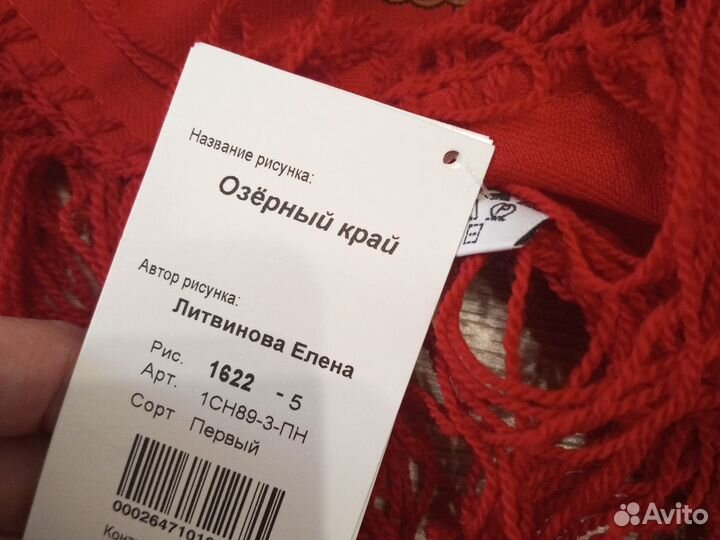 Название рисунка:
Озёрный край
Автор рисунка:
Литвинова Елена
Рис. 1622 - 5
Арт. 1СН89-3-ПН
Сорт Первый
Avito